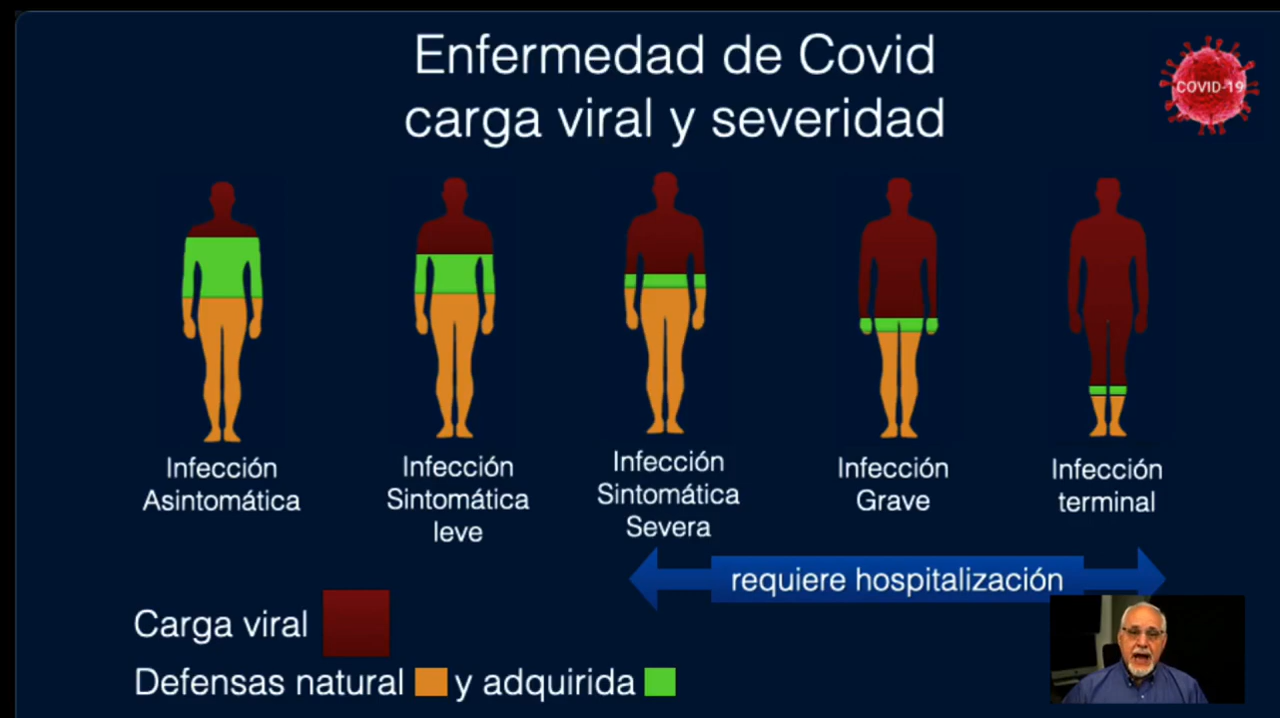 Enfermedad de Covid
carga viral y severidad
COVID-19
Infección
Asintomática
Infección
Sintomática
leve
Infección
Sintomática
Severa
Infección
Grave
Infección
terminal
requiere hospitalización
Carga viral
Defensas natural y adquirida